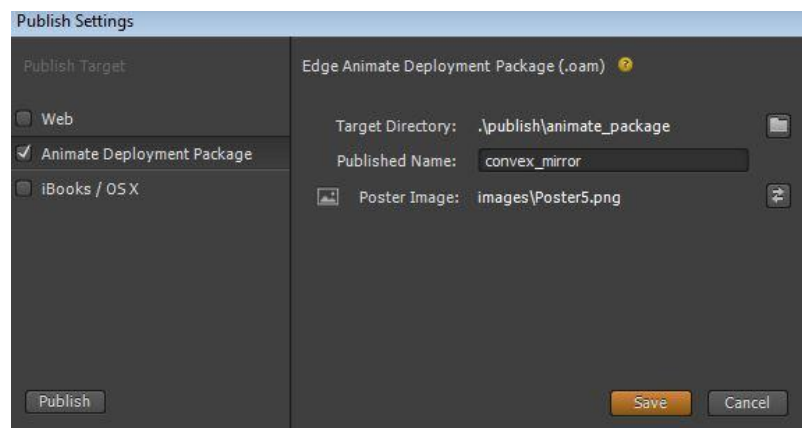 Publish Settings
Publish Target
Web
Animate Deployment Package
iBooks / OS X
Publish
Edge Animate Deployment Package (.oam) ?
Target Directory: .\publish\animate_package
Published Name: convex_mirror
Poster Image: images\Poster5.png
Save Cancel